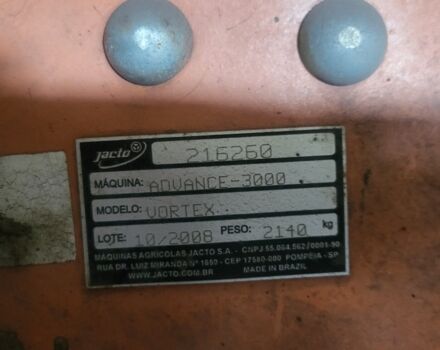 Jacto 216260
MÁQUINA: ADVANCE-3000
MODELO: VORTEX
LOTE: 10/2008 PESO: 2140 kg
MÁQUINAS AGRÍCOLAS JACTO S.A. - CNPJ 55.064.562/0001-90
RUA DR. LUIZ MIRANDA Nº 1650 - CEP 17580-000 POMPEIA - SP
WWW.JACTO.COM.BR MADE IN BRAZIL